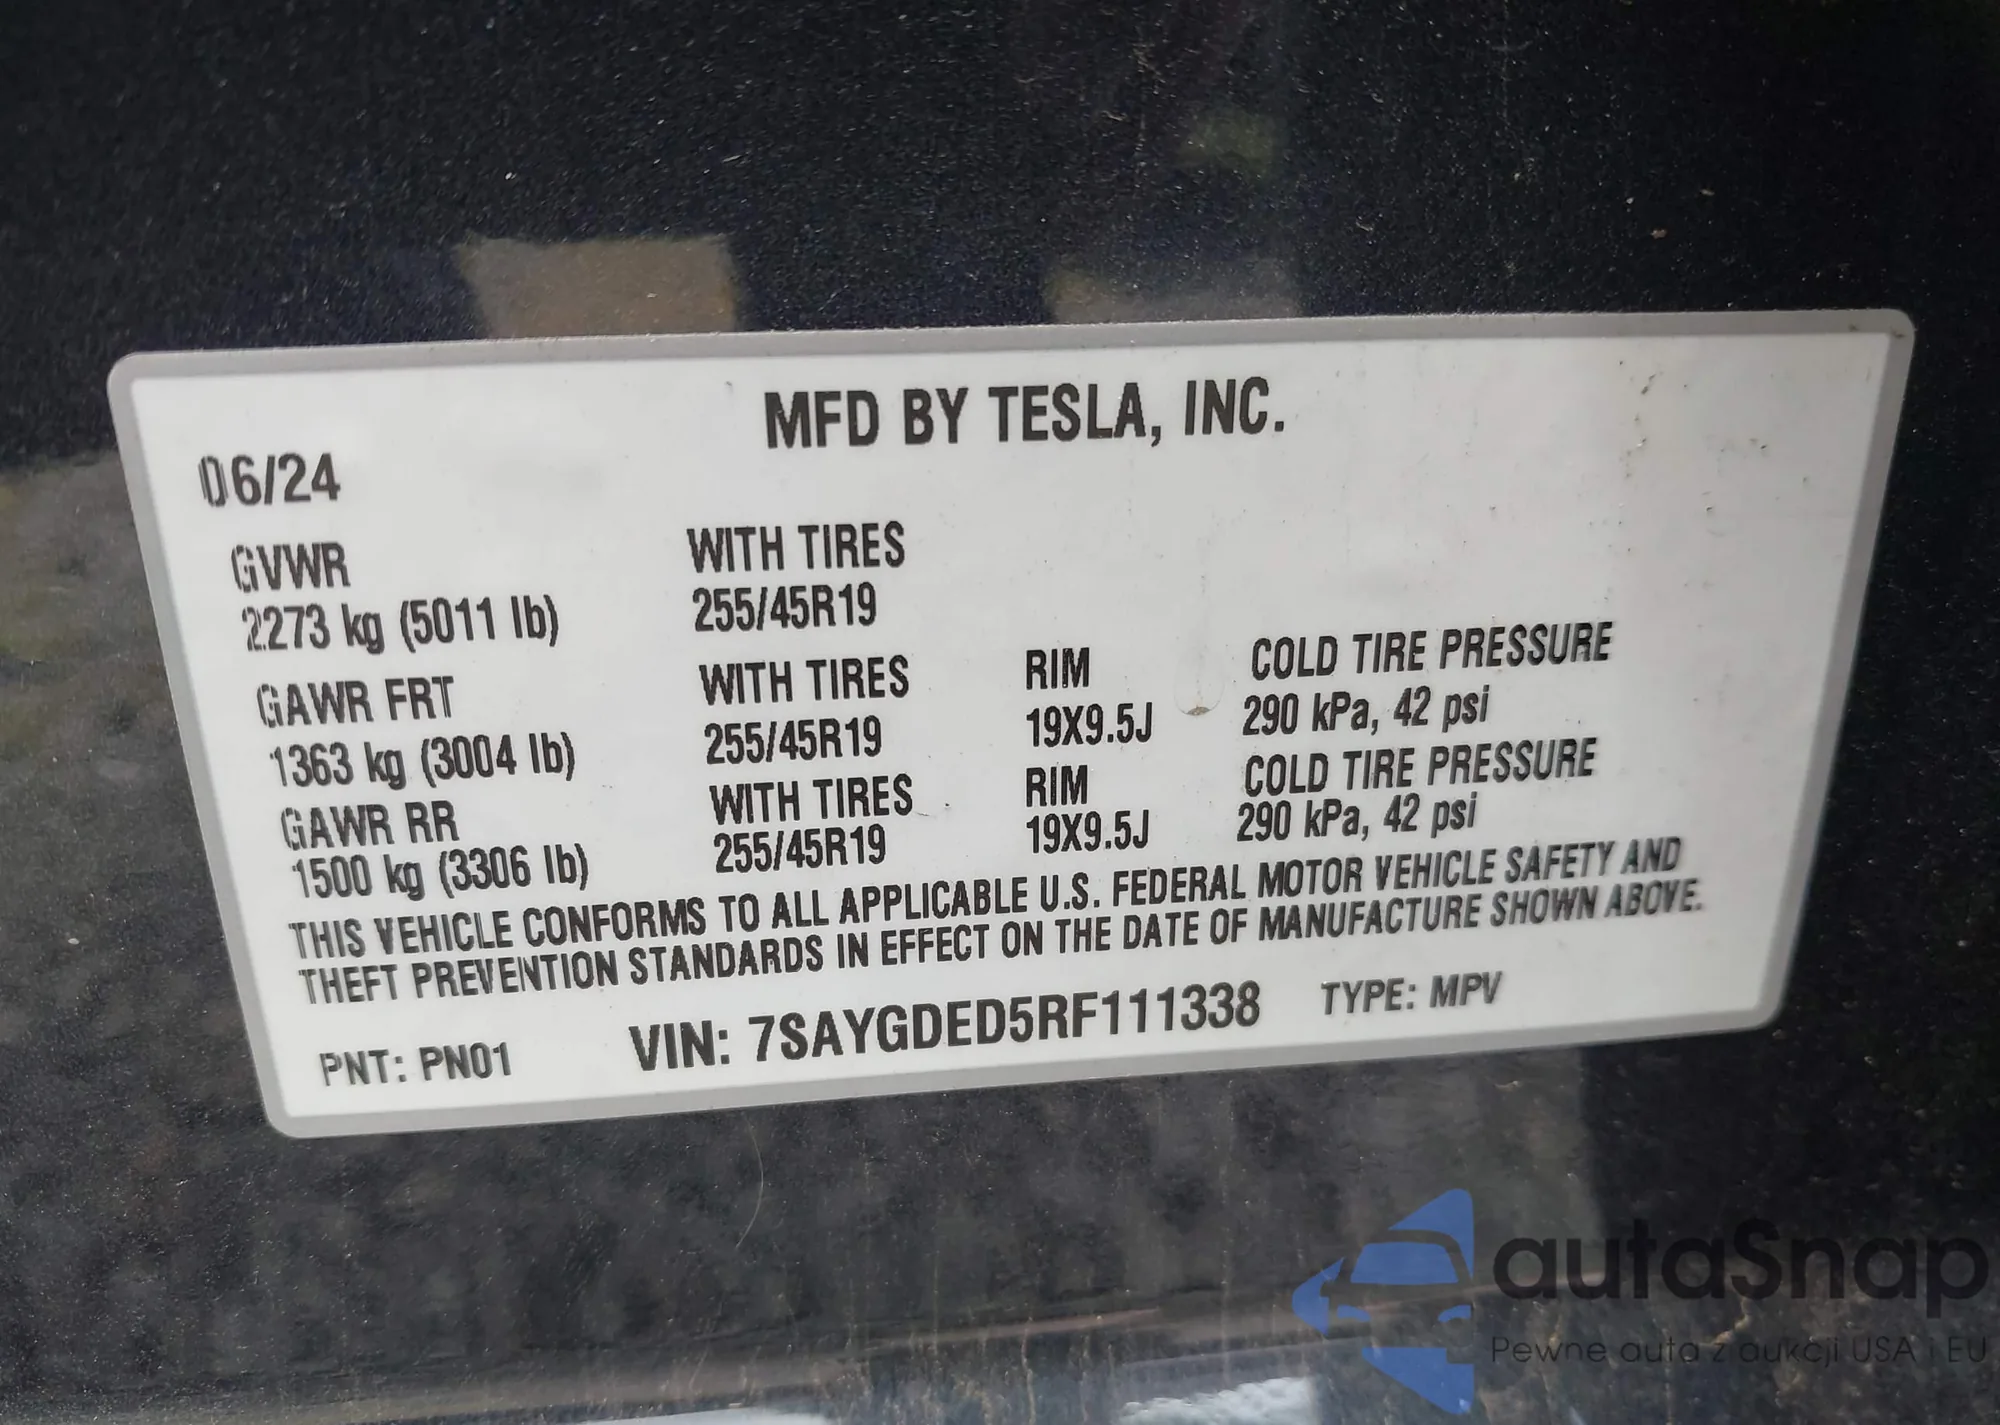 MFD BY TESLA, INC.
06/24
GVWR WITH TIRES
2273 kg (5011 lb) 255/45R19
GAWR FRT WITH TIRES RIM COLD TIRE PRESSURE
1363 kg (3004 lb) 255/45R19 19X9.5J 290 kPa, 42 psi
GAWR RR WITH TIRES RIM COLD TIRE PRESSURE
1500 kg (3306 lb) 255/45R19 19X9.5J 290 kPa, 42 psi
THIS VEHICLE CONFORMS TO ALL APPLICABLE U.S. FEDERAL MOTOR VEHICLE SAFETY AND
THEFT PREVENTION STANDARDS IN EFFECT ON THE DATE OF MANUFACTURE SHOWN ABOVE.
PNT: PN01 VIN: 7SAYGDED5RF111338 TYPE: MPV
autaSnap
Pewne auta z aukcji USA i EU